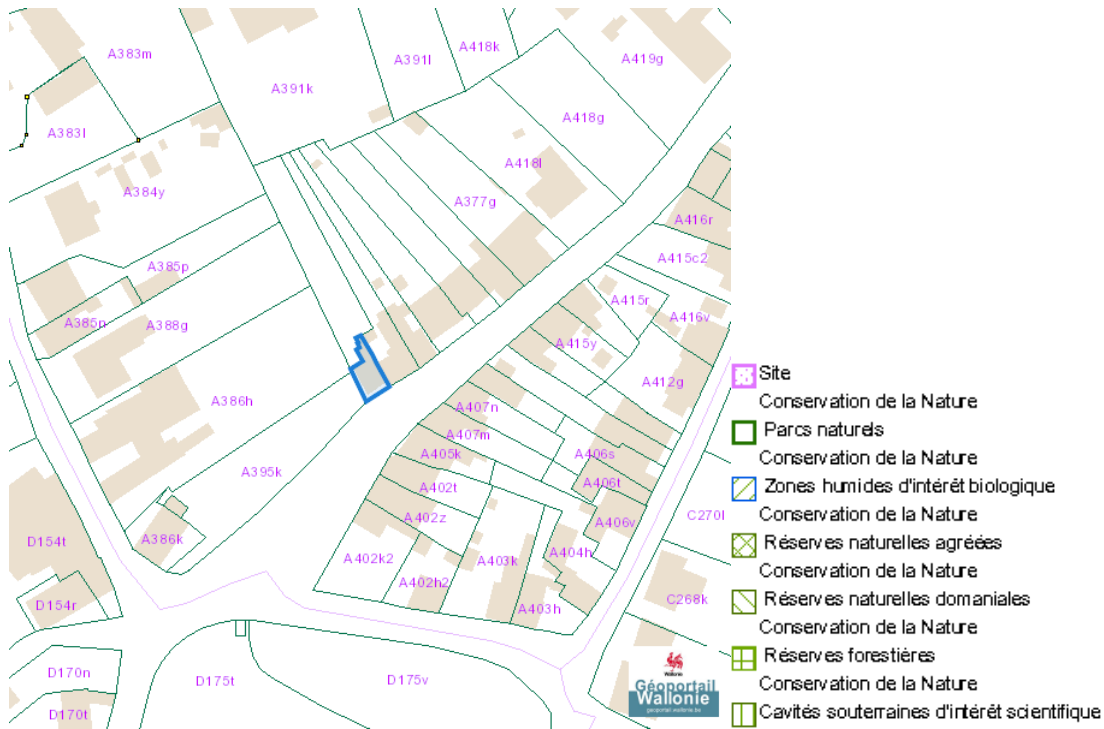 A383m
A391l
A418k
A419g
A391k
A383l
A418g
A418l
A384y
A377g
A416r
A385p
A415c2
A415r
A385n
A388g
A416v
A415y
A412g
A386h
A407n
A407m
A405k
A406s
A395k
A402t
A406t
A402z
A406v
C270l
D154t
A386k
A402k2
A403k
A404h
A402h2
D154r
A403h
C268k
D170n
D175t
D175v
D170t
Wallonie
Géoportail
Wallonie
geoportail.wallonie.be
Site
Conservation de la Nature
Parcs naturels
Conservation de la Nature
Zones humides d'intérêt biologique
Conservation de la Nature
Réserves naturelles agréées
Conservation de la Nature
Réserves naturelles domaniales
Conservation de la Nature
Réserves forestières
Conservation de la Nature
Cavités souterraines d'intérêt scientifique